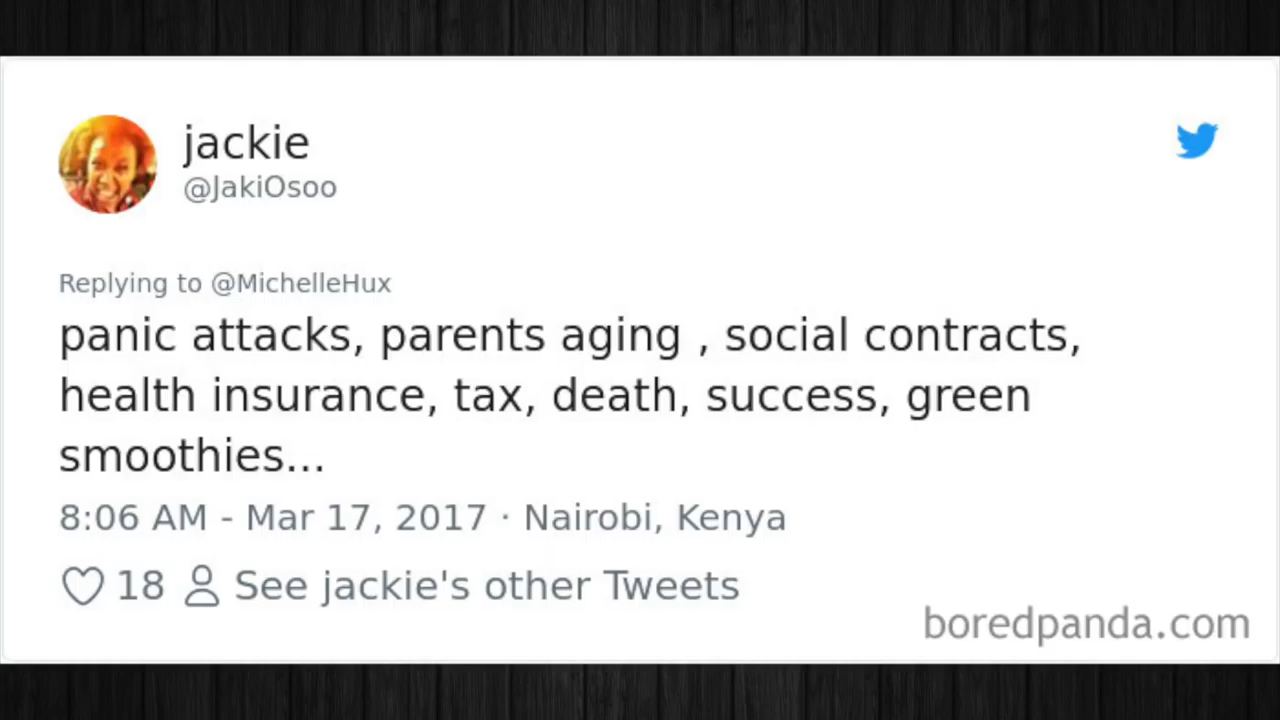 jackie
@JakiOsoo
Replying to @MichelleHux
panic attacks, parents aging , social contracts,
health insurance, tax, death, success, green
smoothies...
8:06 AM - Mar 17, 2017 · Nairobi, Kenya
18 See jackie's other Tweets
boredpanda.com